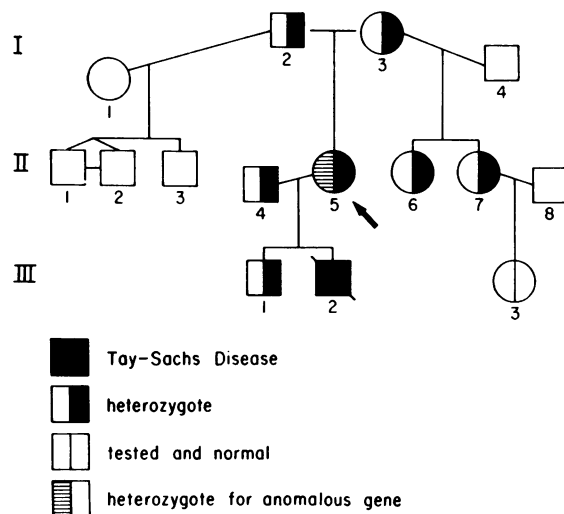 I
2
3
4
1
II
1
2
3
4
5
6
7
8
III
1
2
3
Tay-Sachs Disease
heterozygote
tested and normal
heterozygote for anomalous gene